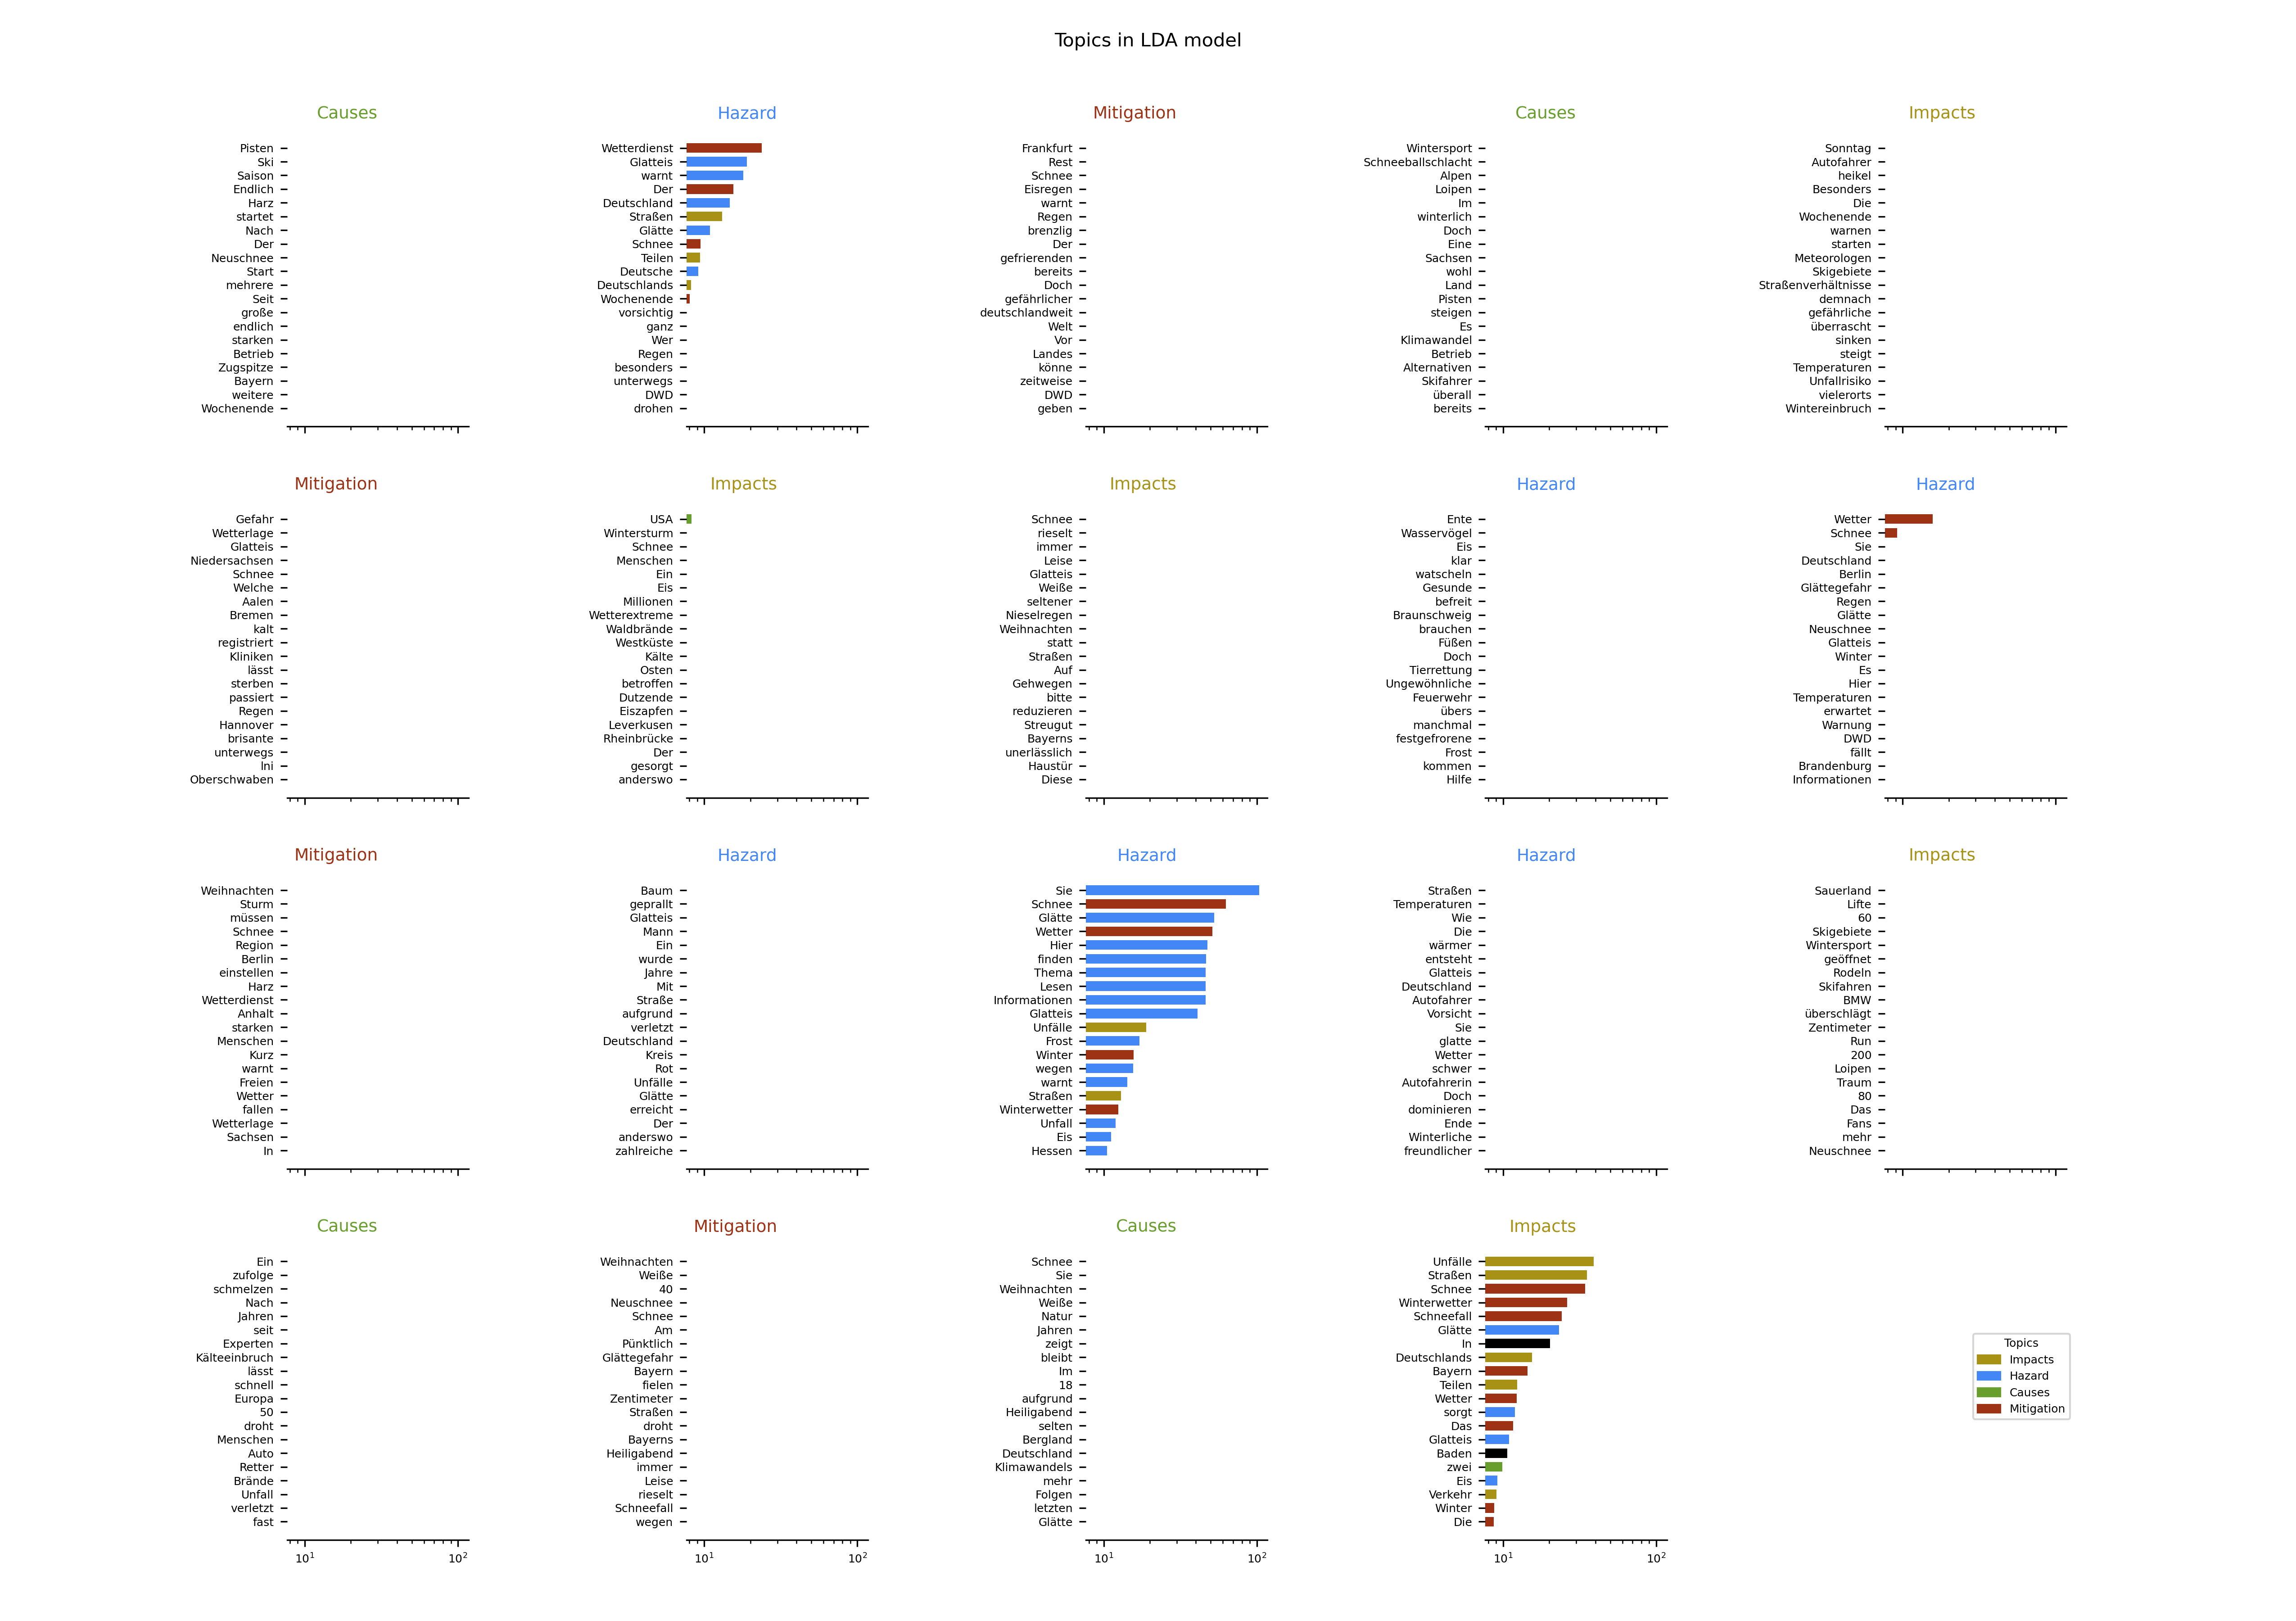 Topics in LDA model
Causes
Pisten
Ski
Saison
Endlich
Harz
startet
Nach
Der
Neuschnee
Start
mehrere
Seit
große
endlich
starken
Betrieb
Zugspitze
Bayern
weitere
Wochenende
Hazard
Wetterdienst
Glatteis
warnt
Der
Deutschland
Straßen
Glätte
Schnee
Teilen
Deutsche
Deutschlands
Wochenende
vorsichtig
ganz
Wer
Regen
besonders
unterwegs
DWD
drohen
Mitigation
Frankfurt
Rest
Schnee
Eisregen
warnt
Regen
brenzlig
Der
gefrierenden
bereits
Doch
gefährlicher
deutschlandweit
Welt
Vor
Landes
könne
zeitweise
DWD
geben
Causes
Wintersport
Schneeballschlacht
Alpen
Loipen
Im
winterlich
Doch
Eine
Sachsen
wohl
Land
Pisten
steigen
Es
Klimawandel
Betrieb
Alternativen
Skifahrer
überall
bereits
Impacts
Sonntag
Autofahrer
heikel
Besonders
Die
Wochenende
warnen
starten
Meteorologen
Skigebiete
Straßenverhältnisse
demnach
gefährliche
überrascht
sinken
steigt
Temperaturen
Unfallrisiko
vielerorts
Wintereinbruch
Mitigation
Gefahr
Wetterlage
Glatteis
Niedersachsen
Schnee
Welche
Aalen
Bremen
kalt
registriert
Kliniken
lässt
sterben
passiert
Regen
Hannover
brisante
unterwegs
Ini
Oberschwaben
Impacts
USA
Wintersturm
Schnee
Menschen
Ein
Eis
Millionen
Wetterextreme
Waldbrände
Westküste
Kälte
Osten
betroffen
Dutzende
Eiszapfen
Leverkusen
Rheinbrücke
Der
gesorgt
anderswo
Impacts
Schnee
rieselt
immer
Leise
Glatteis
Weiße
seltener
Nieselregen
Weihnachten
statt
Straßen
Auf
Gehwegen
bitte
reduzieren
Streugut
Bayerns
unerlässlich
Haustür
Diese
Hazard
Ente
Wasservögel
Eis
klar
watscheln
Gesunde
befreit
Braunschweig
brauchen
Füßen
Doch
Tierrettung
Ungewöhnliche
Feuerwehr
übers
manchmal
festgefrorene
Frost
kommen
Hilfe
Hazard
Wetter
Schnee
Sie
Deutschland
Berlin
Glättegefahr
Regen
Glätte
Neuschnee
Glatteis
Winter
Es
Hier
Temperaturen
erwartet
Warnung
DWD
fällt
Brandenburg
Informationen
Mitigation
Weihnachten
Sturm
müssen
Schnee
Region
Berlin
einstellen
Harz
Wetterdienst
Anhalt
starken
Menschen
Kurz
warnt
Freien
Wetter
fallen
Wetterlage
Sachsen
In
Hazard
Baum
geprallt
Glatteis
Mann
Ein
wurde
Jahre
Mit
Straße
aufgrund
verletzt
Deutschland
Kreis
Rot
Unfälle
Glätte
erreicht
Der
anderswo
zahlreiche
Hazard
Sie
Schnee
Glätte
Wetter
Hier
finden
Thema
Lesen
Informationen
Glatteis
Unfälle
Frost
Winter
wegen
warnt
Straßen
Winterwetter
Unfall
Eis
Hessen
Hazard
Straßen
Temperaturen
Wie
Die
wärmer
entsteht
Glatteis
Deutschland
Autofahrer
Vorsicht
Sie
glatte
Wetter
schwer
Autofahrerin
Doch
dominieren
Ende
Winterliche
freundlicher
Impacts
Sauerland
Lifte
60
Skigebiete
Wintersport
geöffnet
Rodeln
Skifahren
BMW
überschlägt
Zentimeter
Run
200
Loipen
Traum
80
Das
Fans
mehr
Neuschnee
Causes
Ein
zufolge
schmelzen
Nach
Jahren
seit
Experten
Kälteeinbruch
lässt
schnell
Europa
50
droht
Menschen
Auto
Retter
Brände
Unfall
verletzt
fast
10¹ 10²
Mitigation
Weihnachten
Weiße
40
Neuschnee
Schnee
Am
Pünktlich
Glättegefahr
Bayern
fielen
Zentimeter
Straßen
droht
Bayerns
Heiligabend
immer
Leise
rieselt
Schneefall
wegen
10¹ 10²
Causes
Schnee
Sie
Weihnachten
Weiße
Natur
Jahren
zeigt
bleibt
Im
18
aufgrund
Heiligabend
selten
Bergland
Deutschland
Klimawandels
mehr
Folgen
letzten
Glätte
10¹ 10²
Impacts
Unfälle
Straßen
Schnee
Winterwetter
Schneefall
Glätte
In
Deutschlands
Bayern
Teilen
Wetter
sorgt
Das
Glatteis
Baden
zwei
Eis
Verkehr
Winter
Die
10¹ 10²
Topics
Impacts
Hazard
Causes
Mitigation